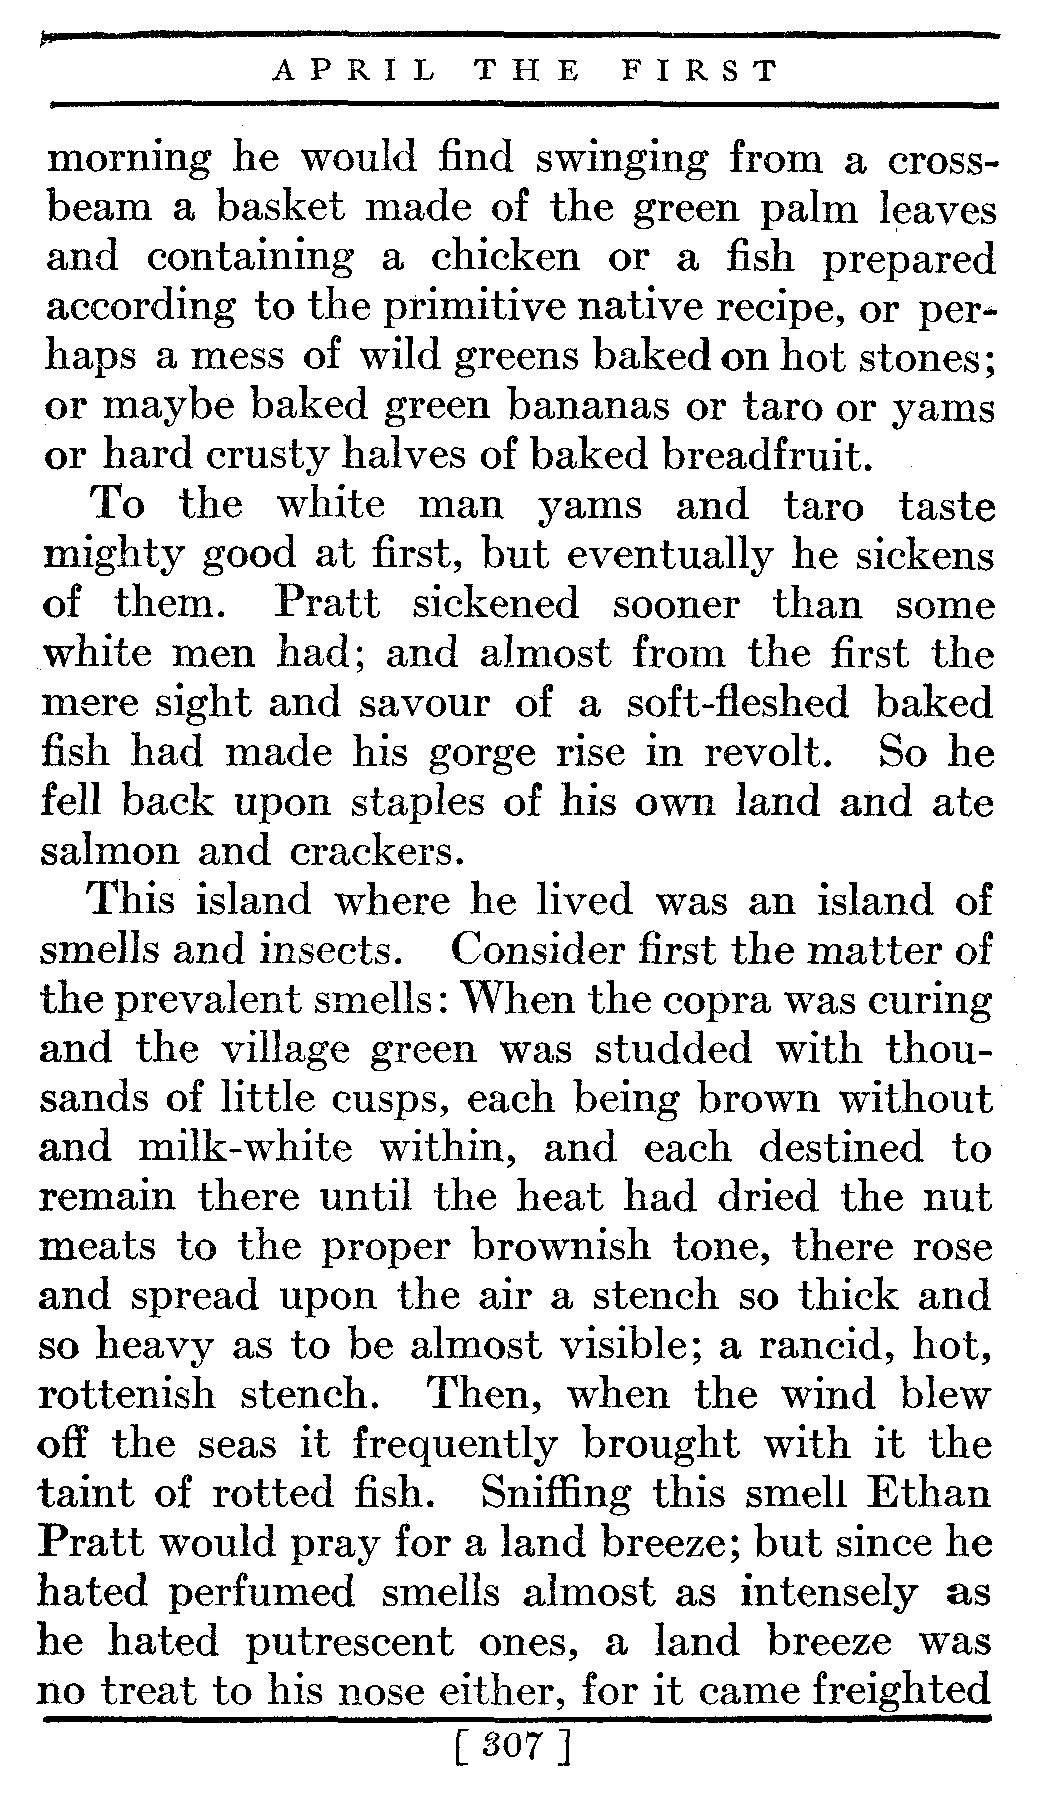 APRIL THE FIRST
morning he would find swinging from a cross-
beam a basket made of the green palm leaves
and containing a chicken or a fish prepared
according to the primitive native recipe, or per-
haps a mess of wild greens baked on hot stones;
or maybe baked green bananas or taro or yams
or hard crusty halves of baked breadfruit.
To the white man yams and taro taste
mighty good at first, but eventually he sickens
of them. Pratt sickened sooner than some
white men had; and almost from the first the
mere sight and savour of a soft-fleshed baked
fish had made his gorge rise in revolt. So he
fell back upon staples of his own land and ate
salmon and crackers.
This island where he lived was an island of
smells and insects. Consider first the matter of
the prevalent smells: When the copra was curing
and the village green was studded with thou-
sands of little cusps, each being brown without
and milk-white within, and each destined to
remain there until the heat had dried the nut
meats to the proper brownish tone, there rose
and spread upon the air a stench so thick and
so heavy as to be almost visible; a rancid, hot,
rottenish stench. Then, when the wind blew
off the seas it frequently brought with it the
taint of rotted fish. Sniffing this smell Ethan
Pratt would pray for a land breeze; but since he
hated perfumed smells almost as intensely as
he hated putrescent ones, a land breeze was
no treat to his nose either, for it came freighted
[ 307 ]